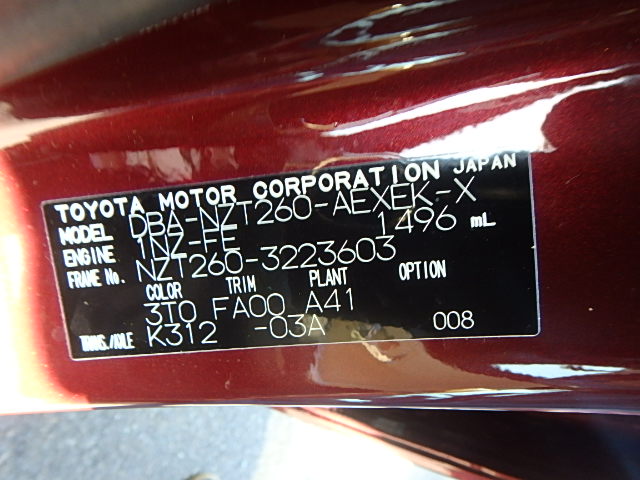 TOYOTA MOTOR CORPORATION JAPAN
MODEL DBA-NZT260-AEXEK-X
ENGINE 1NZ-FE 1496 mL
FRAME No. NZT260-3223603
COLOR TRIM PLANT OPTION
3T0 FA00 A41
TRANS./AXLE K312 -03A 008